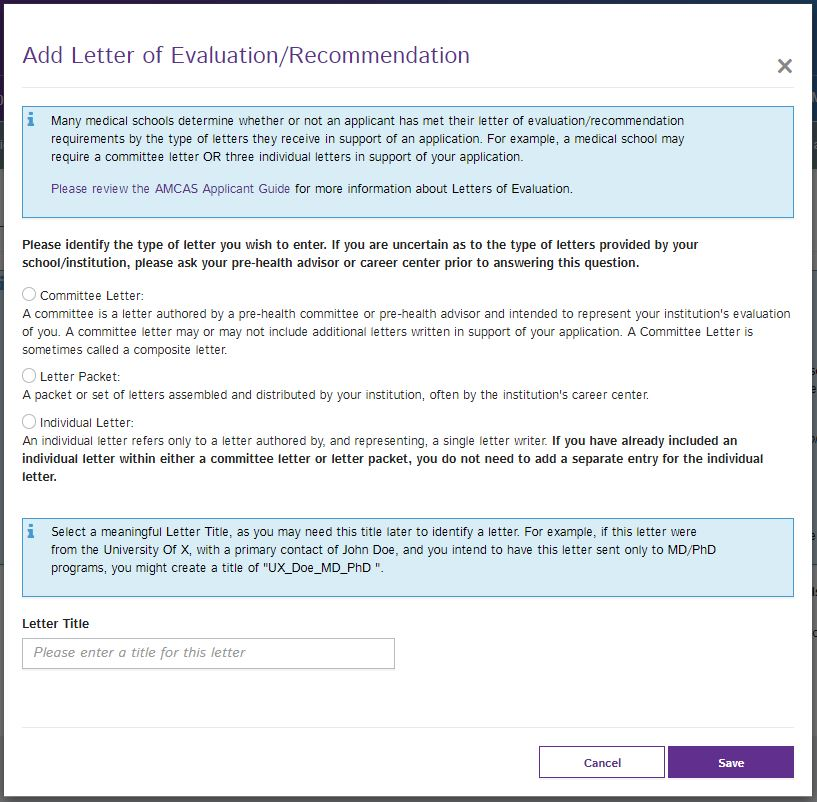 Add Letter of Evaluation/Recommendation
Many medical schools determine whether or not an applicant has met their letter of evaluation/recommendation
requirements by the type of letters they receive in support of an application. For example, a medical school may
require a committee letter OR three individual letters in support of your application.
Please review the AMCAS Applicant Guide for more information about Letters of Evaluation.
Please identify the type of letter you wish to enter. If you are uncertain as to the type of letters provided by your
school/institution, please ask your pre-health advisor or career center prior to answering this question.
Committee Letter:
A committee is a letter authored by a pre-health committee or pre-health advisor and intended to represent your institution's evaluation
of you. A committee letter may or may not include additional letters written in support of your application. A Committee Letter is
sometimes called a composite letter.
Letter Packet:
A packet or set of letters assembled and distributed by your institution, often by the institution's career center.
Individual Letter:
An individual letter refers only to a letter authored by, and representing, a single letter writer. If you have already included an
individual letter within either a committee letter or letter packet, you do not need to add a separate entry for the individual
letter.
Select a meaningful Letter Title, as you may need this title later to identify a letter. For example, if this letter were
from the University Of X, with a primary contact of John Doe, and you intend to have this letter sent only to MD/PhD
programs, you might create a title of "UX_Doe_MD_PhD ".
Letter Title
Please enter a title for this letter
Cancel
Save